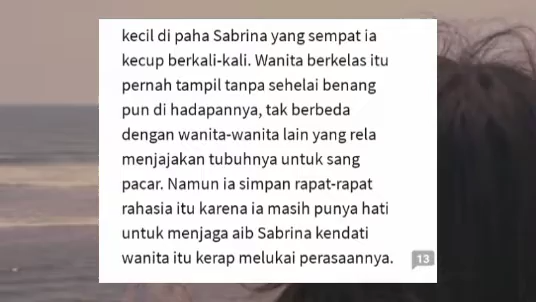 kecil di paha Sabrina yang sempat ia
kecup berkali-kali. Wanita berkelas itu
pernah tampil tanpa sehelai benang
pun di hadapannya, tak berbeda
dengan wanita-wanita lain yang rela
menjajakan tubuhnya untuk sang
pacar. Namun ia simpan rapat-rapat
rahasia itu karena ia masih punya hati
untuk menjaga aib Sabrina kendati
wanita itu kerap melukai perasaannya.
13